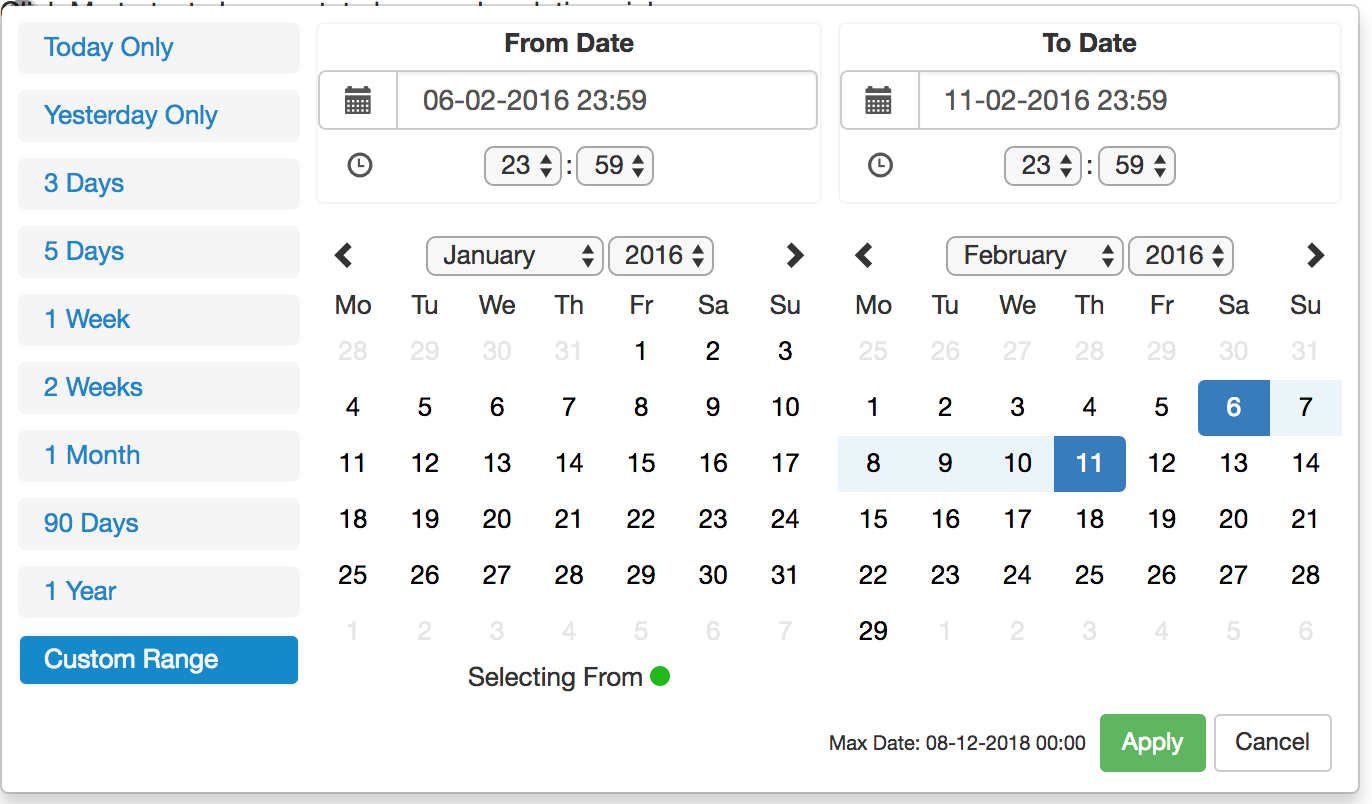 Today Only
Yesterday Only
3 Days
5 Days
1 Week
2 Weeks
1 Month
90 Days
1 Year
Custom Range
From Date
06-02-2016 23:59
23 : 59
January 2016
Mo Tu We Th Fr Sa Su
28 29 30 31 1 2 3
4 5 6 7 8 9 10
11 12 13 14 15 16 17
18 19 20 21 22 23 24
25 26 27 28 29 30 31
1 2 3 4 5 6 7
Selecting From
To Date
11-02-2016 23:59
23 : 59
February 2016
Mo Tu We Th Fr Sa Su
25 26 27 28 29 30 31
1 2 3 4 5 6 7
8 9 10 11 12 13 14
15 16 17 18 19 20 21
22 23 24 25 26 27 28
29 1 2 3 4 5 6
Max Date: 08-12-2018 00:00
Apply
Cancel